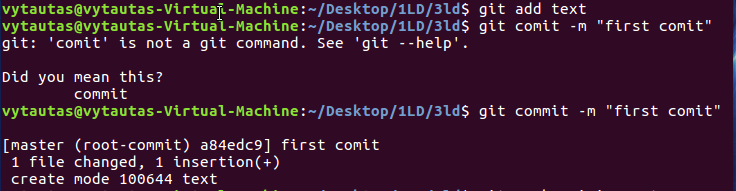 vytautas@vytautas-Virtual-Machine:~/Desktop/1LD/3ld$ git add text
vytautas@vytautas-Virtual-Machine:~/Desktop/1LD/3ld$ git comit -m "first comit"
git: 'comit' is not a git command. See 'git --help'.
Did you mean this?
commit
vytautas@vytautas-Virtual-Machine:~/Desktop/1LD/3ld$ git commit -m "first comit"
[master (root-commit) a84edc9] first comit
1 file changed, 1 insertion(+)
create mode 100644 text